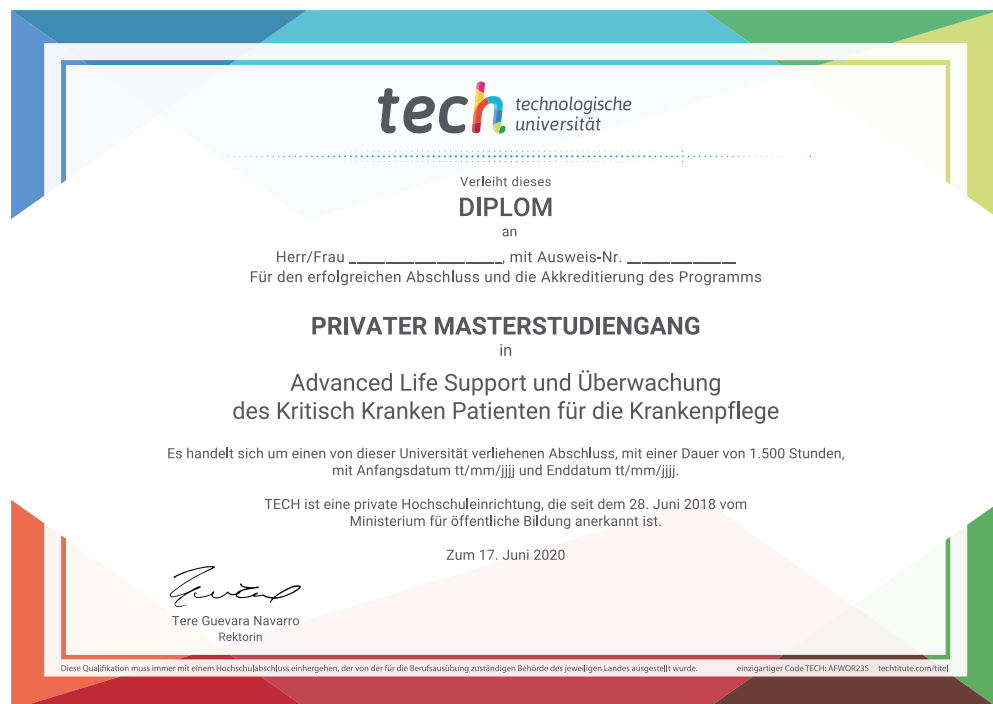 tech technologische
universität
Verleiht dieses
DIPLOM
an
Herr/Frau ____________________, mit Ausweis-Nr. ______________
Für den erfolgreichen Abschluss und die Akkreditierung des Programms
PRIVATER MASTERSTUDIENGANG
in
Advanced Life Support und Überwachung
des Kritisch Kranken Patienten für die Krankenpflege
Es handelt sich um einen von dieser Universität verliehenen Abschluss, mit einer Dauer von 1.500 Stunden,
mit Anfangsdatum tt/mm/jjjj und Enddatum tt/mm/jjjj.
TECH ist eine private Hochschuleinrichtung, die seit dem 28. Juni 2018 vom
Ministerium für öffentliche Bildung anerkannt ist.
Zum 17. Juni 2020
Tere Guevara Navarro
Rektorin
Diese Qualifikation muss immer mit einem Hochschulabschluss einhergehen, der von der für die Berufsausübung zuständigen Behörde des jeweiligen Landes ausgestellt wurde. einzigartiger Code TECH: AFWOR23S techtitute.com/titel